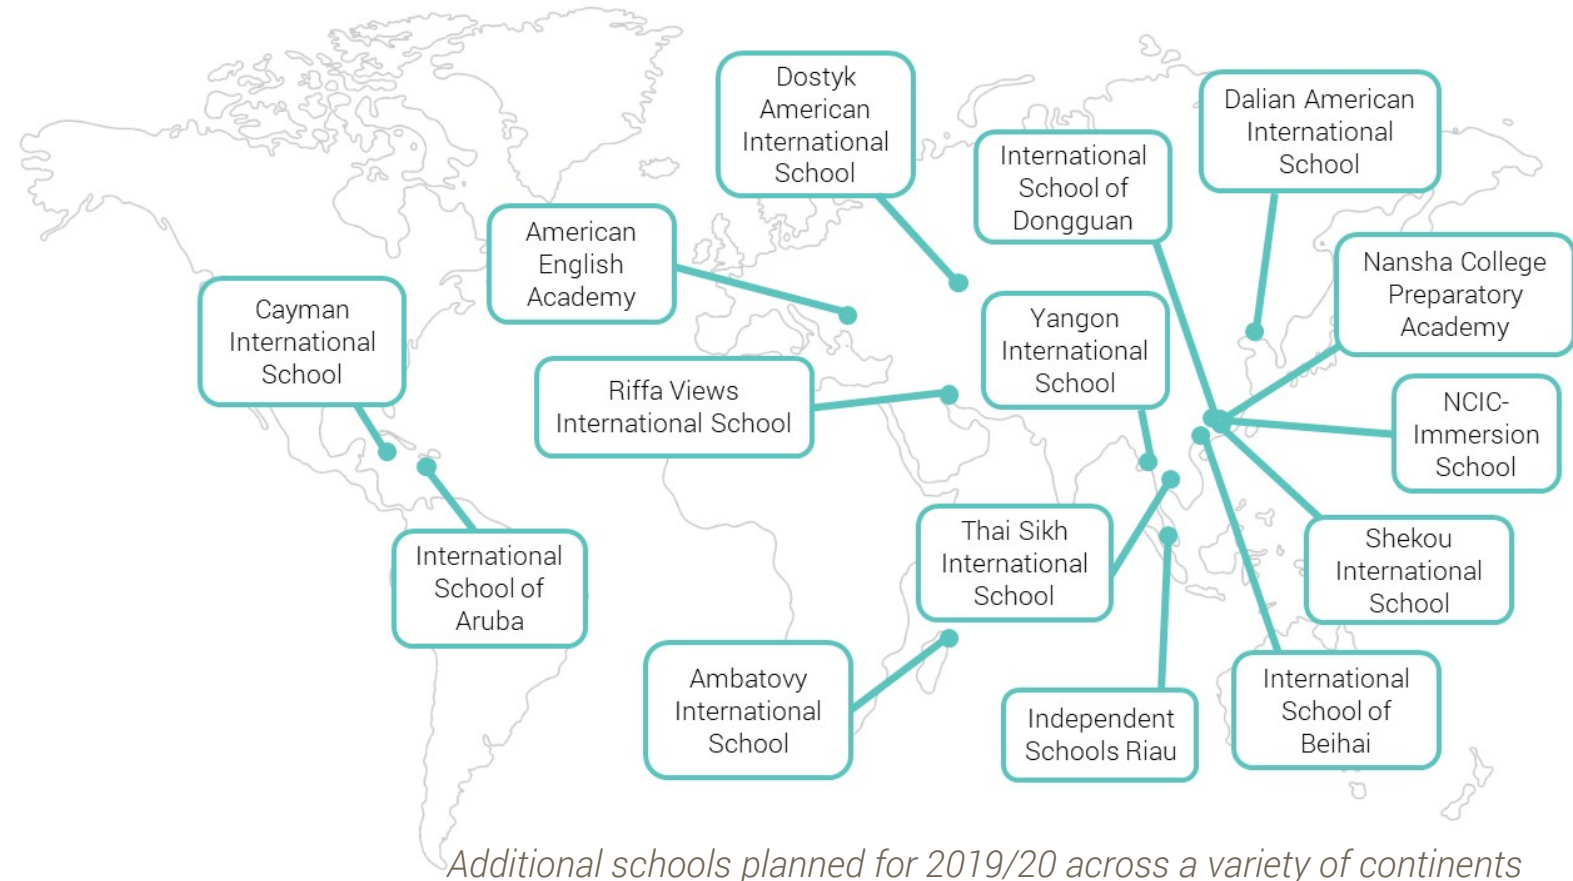 Dostyk
American
International
School
Dalian American
International
School
International
School of
Dongguan
American
English
Academy
Nansha College
Preparatory
Academy
Cayman
International
School
Yangon
International
School
Riffa Views
International School
NCIC-
Immersion
School
Thai Sikh
International
School
Shekou
International
School
International
School of
Aruba
Ambatovy
International
School
Independent
Schools Riau
International
School of
Beihai
Additional schools planned for 2019/20 across a variety of continents